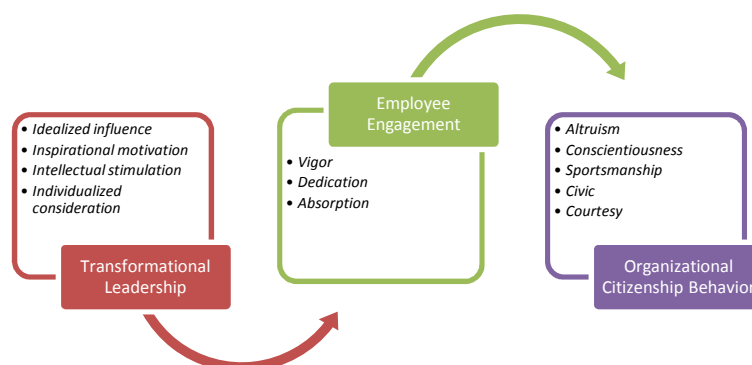 • Idealized influence
• Inspirational motivation
• Intellectual stimulation
• Individualized
consideration
Transformational
Leadership
Employee
Engagement
• Vigor
• Dedication
• Absorption
• Altruism
• Conscientiousness
• Sportsmanship
• Civic
• Courtesy
Organizational
Citizenship Behavior